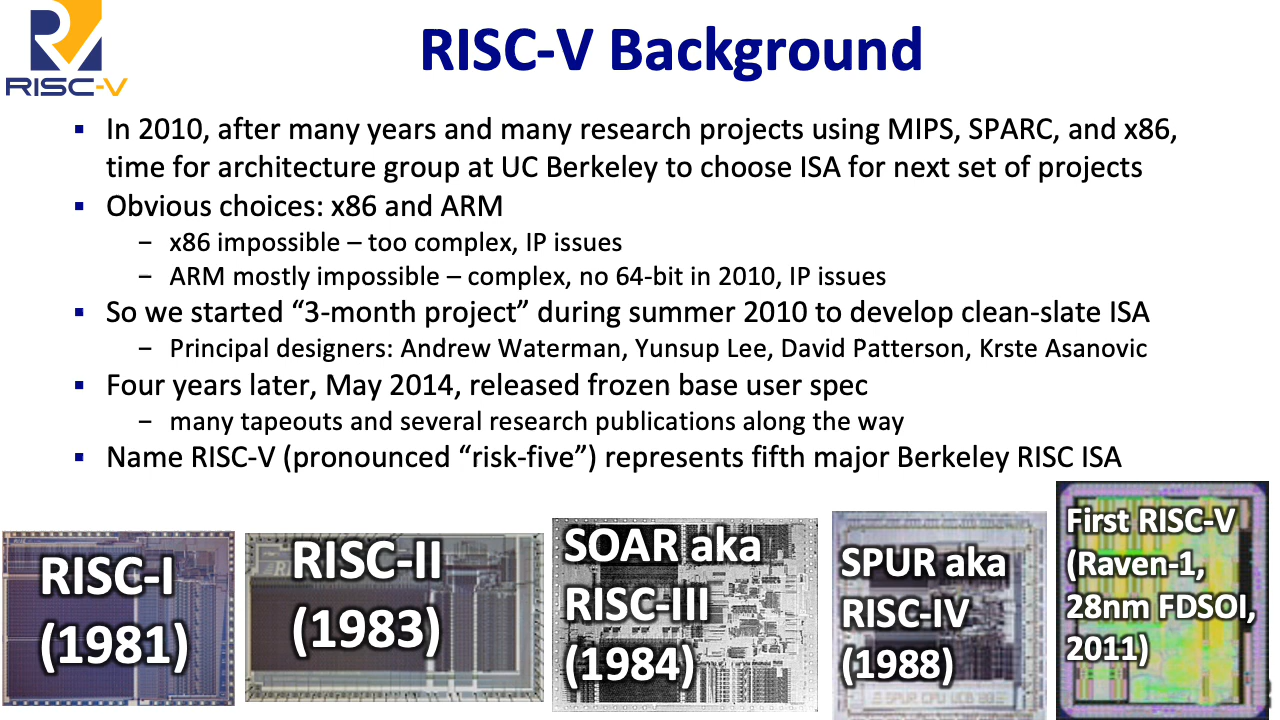 RISC-V
RISC-V Background
▪ In 2010, after many years and many research projects using MIPS, SPARC, and x86,
time for architecture group at UC Berkeley to choose ISA for next set of projects
▪ Obvious choices: x86 and ARM
– x86 impossible – too complex, IP issues
– ARM mostly impossible – complex, no 64-bit in 2010, IP issues
▪ So we started “3-month project” during summer 2010 to develop clean-slate ISA
– Principal designers: Andrew Waterman, Yunsup Lee, David Patterson, Krste Asanovic
▪ Four years later, May 2014, released frozen base user spec
– many tapeouts and several research publications along the way
▪ Name RISC-V (pronounced “risk-five”) represents fifth major Berkeley RISC ISA
RISC-I
(1981)
RISC-II
(1983)
SOAR aka
RISC-III
(1984)
SPUR aka
RISC-IV
(1988)
First RISC-V
(Raven-1,
28nm FDSOI,
2011)